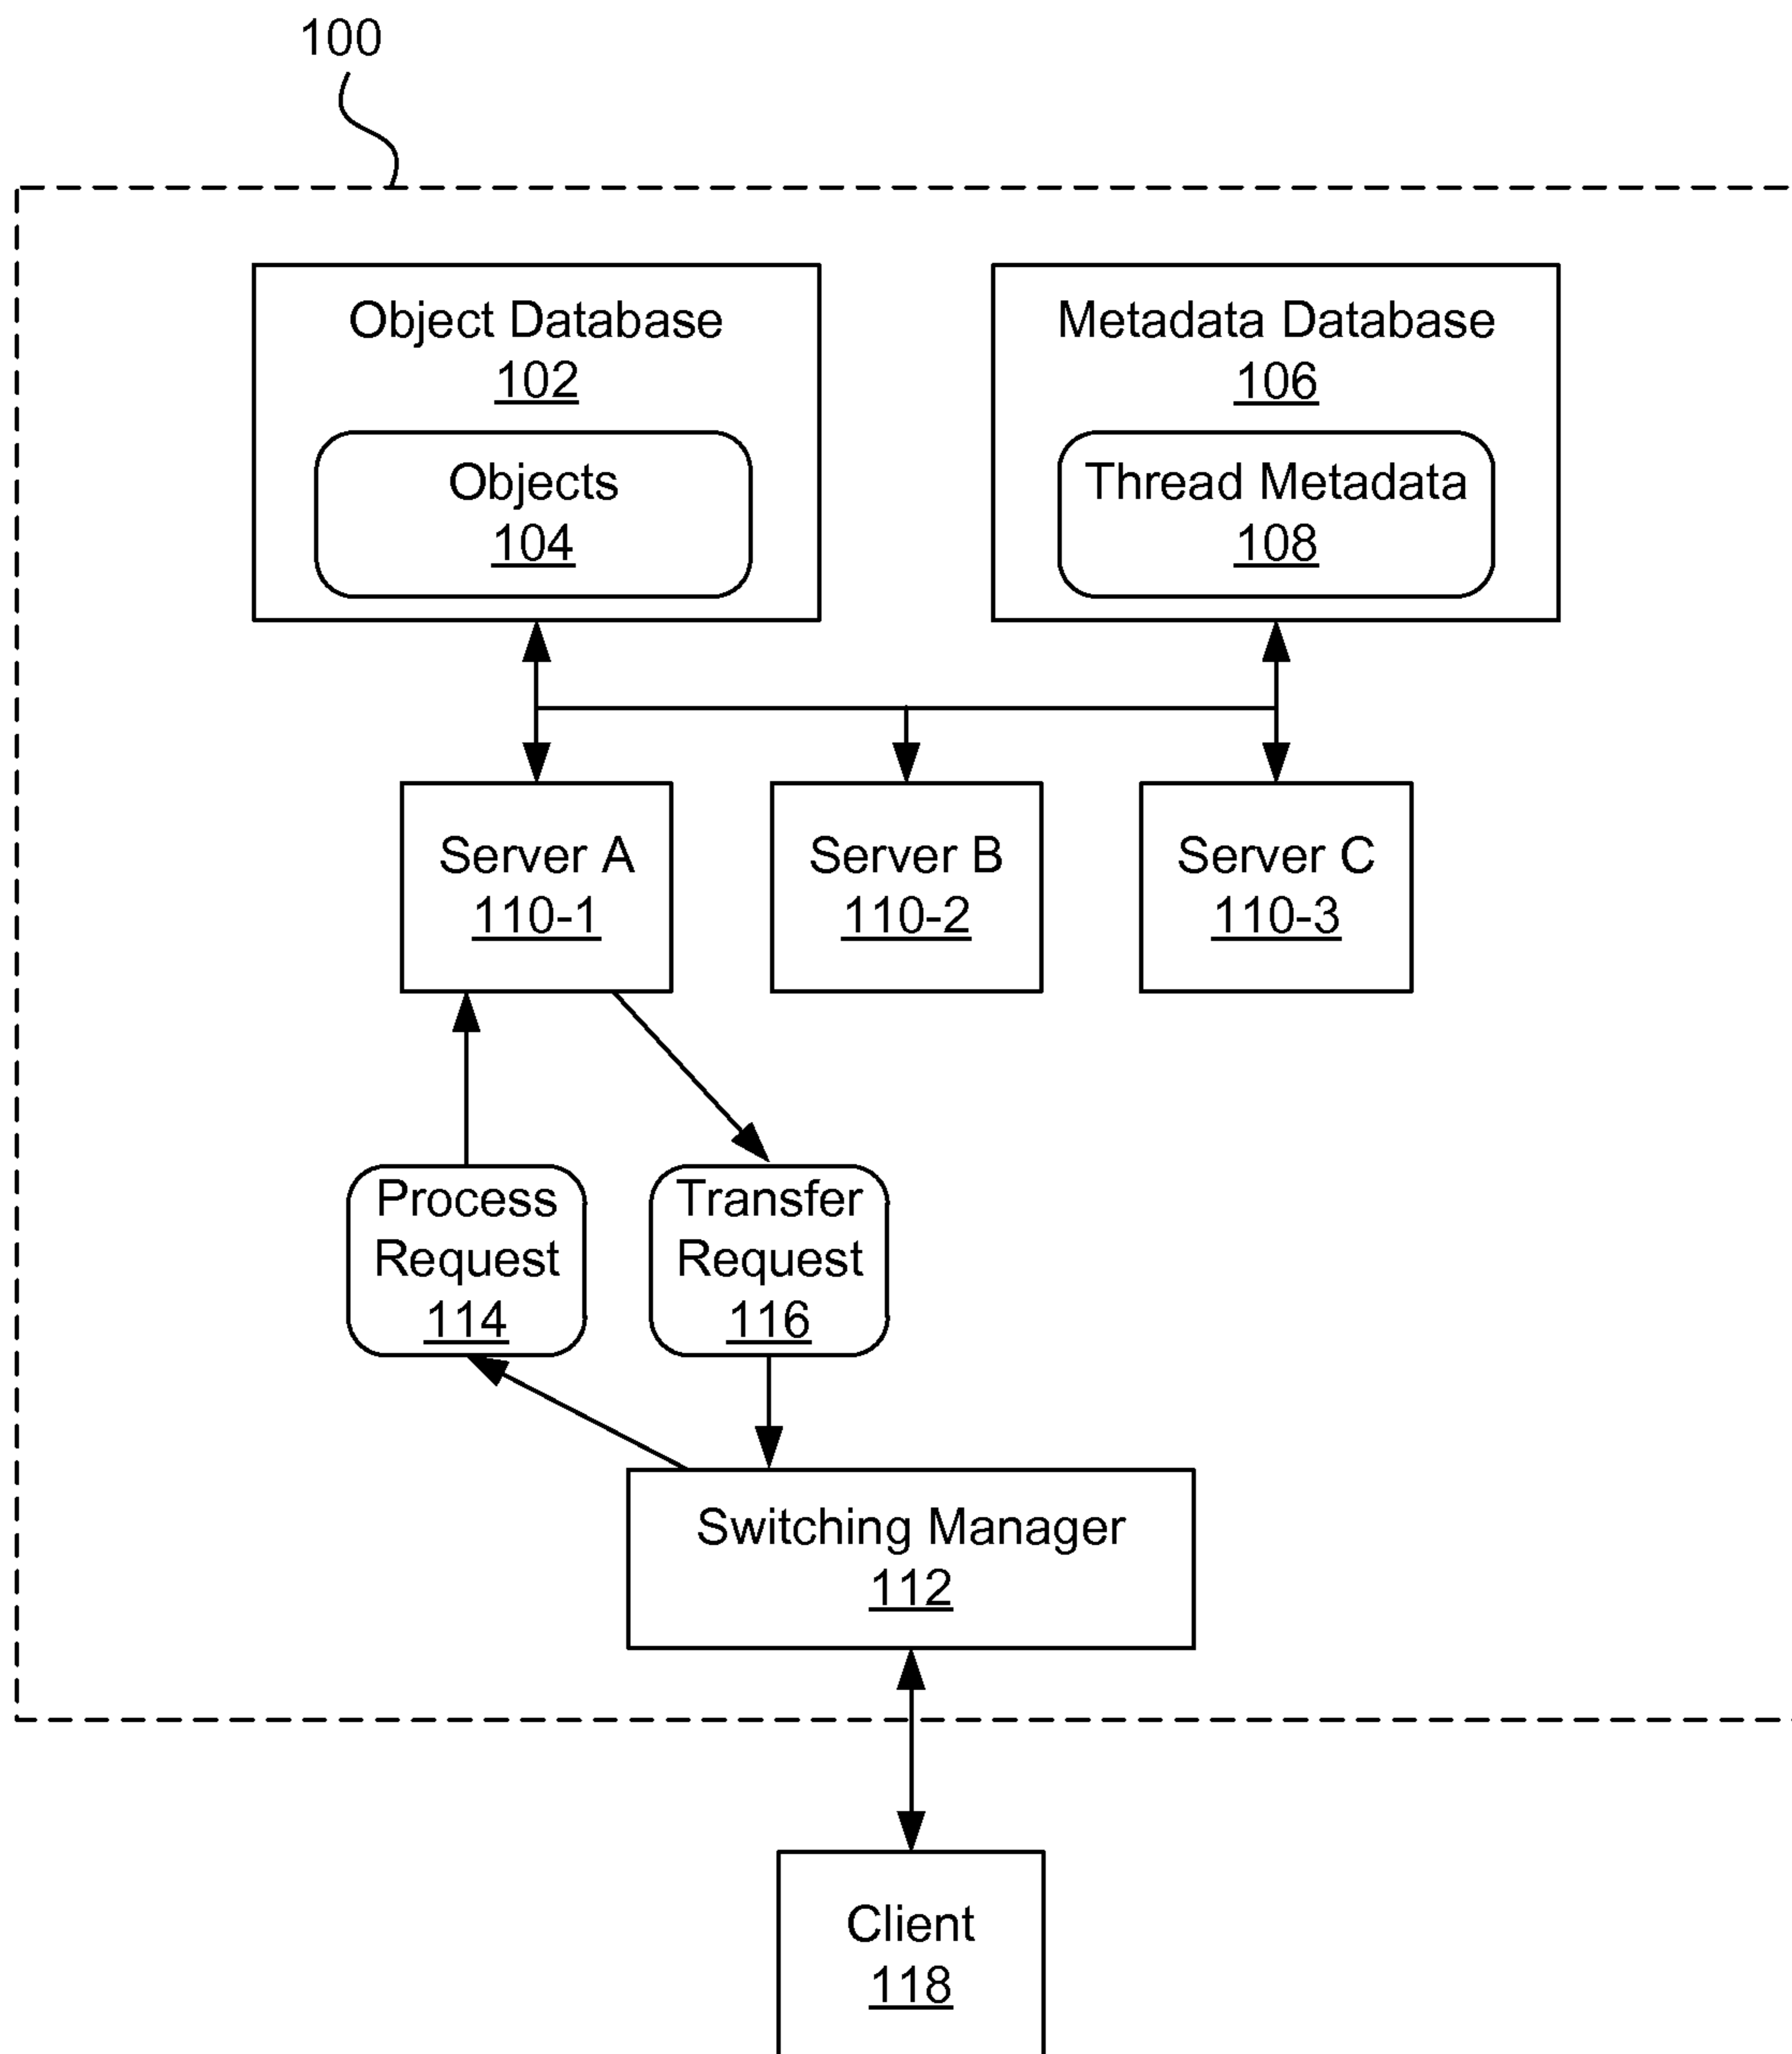 100
Object Database
102
Objects
104
Metadata Database
106
Thread Metadata
108
Server A
110-1
Server B
110-2
Server C
110-3
Process
Request
114
Transfer
Request
116
Switching Manager
112
Client
118